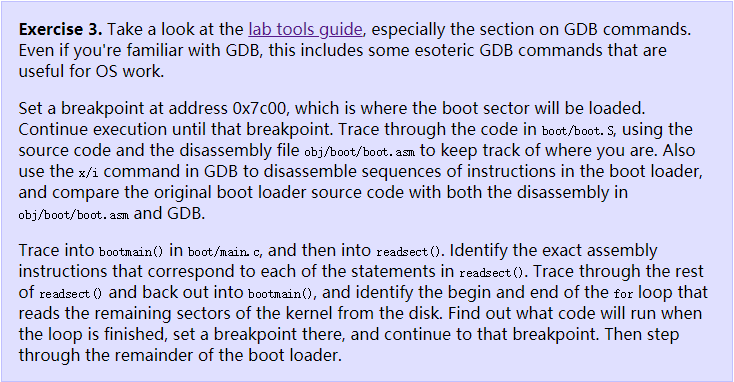 Exercise 3. Take a look at the lab tools guide, especially the section on GDB commands.
Even if you're familiar with GDB, this includes some esoteric GDB commands that are
useful for OS work.
Set a breakpoint at address 0x7c00, which is where the boot sector will be loaded.
Continue execution until that breakpoint. Trace through the code in boot/boot.S, using the
source code and the disassembly file obj/boot/boot.asm to keep track of where you are. Also
use the x/i command in GDB to disassemble sequences of instructions in the boot loader,
and compare the original boot loader source code with both the disassembly in
obj/boot/boot.asm and GDB.
Trace into bootmain() in boot/main.c, and then into readsect(). Identify the exact assembly
instructions that correspond to each of the statements in readsect(). Trace through the rest
of readsect() and back out into bootmain(), and identify the begin and end of the for loop that
reads the remaining sectors of the kernel from the disk. Find out what code will run when
the loop is finished, set a breakpoint there, and continue to that breakpoint. Then step
through the remainder of the boot loader.